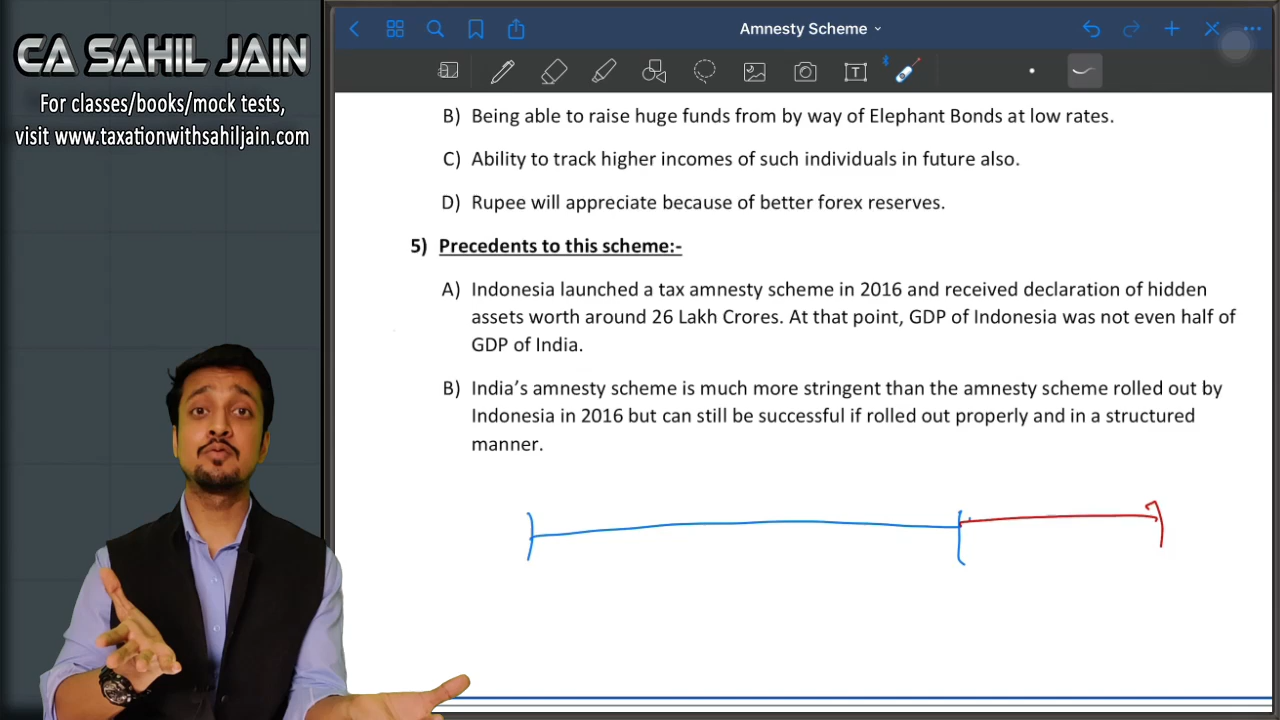 CA SAHIL JAIN
For classes/books/mock tests,
visit www.taxationwithsahiljain.com
Amnesty Scheme
T
B) Being able to raise huge funds from by way of Elephant Bonds at low rates.
C) Ability to track higher incomes of such individuals in future also.
D) Rupee will appreciate because of better forex reserves.
5) Precedents to this scheme:-
A) Indonesia launched a tax amnesty scheme in 2016 and received declaration of hidden
assets worth around 26 Lakh Crores. At that point, GDP of Indonesia was not even half of
GDP of India.
B) India’s amnesty scheme is much more stringent than the amnesty scheme rolled out by
Indonesia in 2016 but can still be successful if rolled out properly and in a structured
manner.